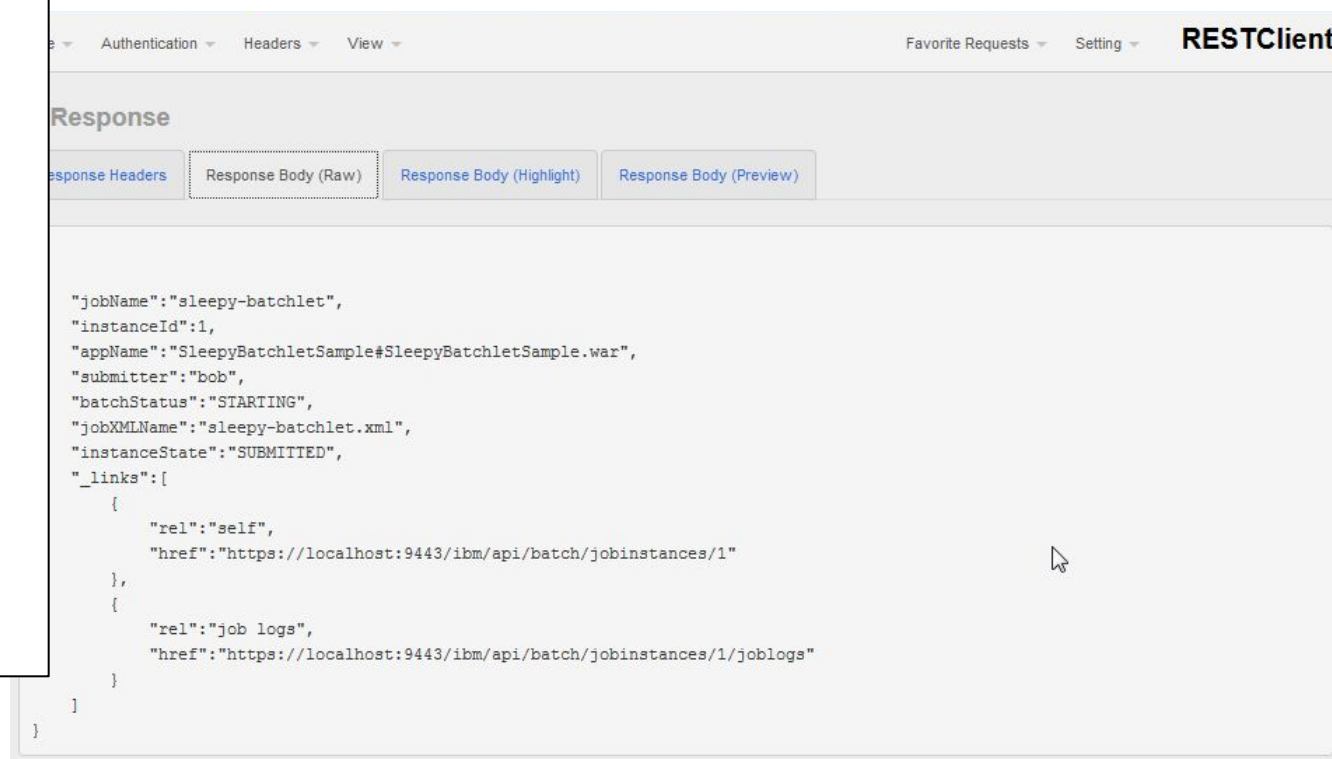 Authentication Headers View Favorite Requests Setting RESTClient
Response
Headers Response Body (Raw) Response Body (Highlight) Response Body (Preview)
"jobName":"sleepy-batchlet",
"instanceId":1,
"appName":"SleepyBatchletSample#SleepyBatchletSample.war",
"submitter":"bob",
"batchStatus":"STARTING",
"jobXMLName":"sleepy-batchlet.xml",
"instanceState":"SUBMITTED",
"_links":[
{
"rel":"self",
"href":"https://localhost:9443/ibm/api/batch/jobinstances/1"
},
{
"rel":"job logs",
"href":"https://localhost:9443/ibm/api/batch/jobinstances/1/joblogs"
}
]
}